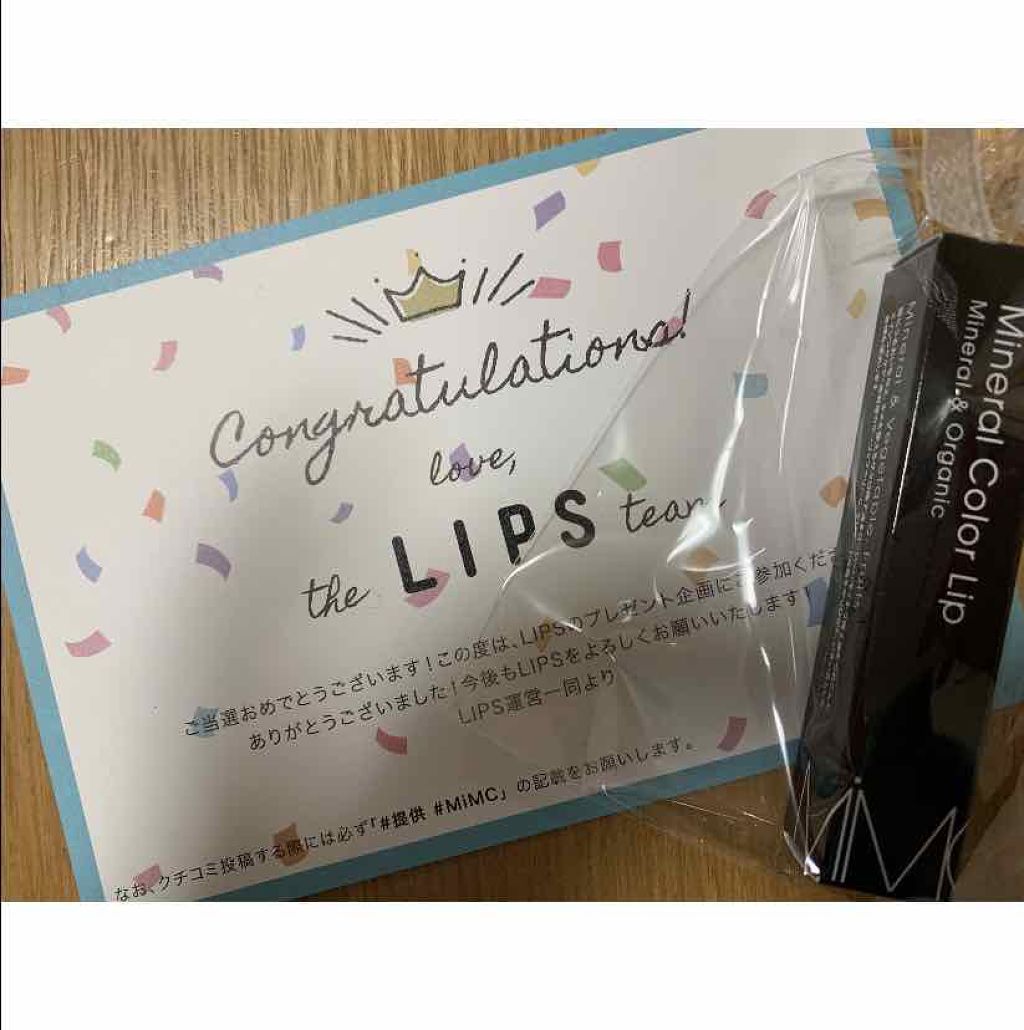 Congratulations!
love,
the LIPS team
ご当選おめでとうございます！この度は、LIPSのプレゼント企画にご参加くださ
ありがとうございました！今後もLIPSをよろしくお願いいたします！
LIPS運営一同より
なお、クチコミ投稿する際には必ず「#提供 #MiMC」の記載をお願いします。
Mineral Color Lip
Mineral & Organic
Mineral & Vegetable